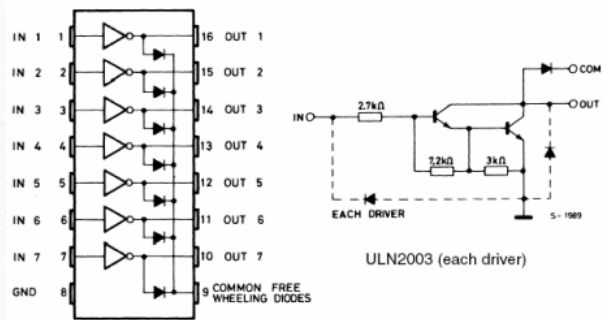 IN 1 1 16 OUT 1
IN 2 2 15 OUT 2
IN 3 3 14 OUT 3
IN 4 4 13 OUT 4
IN 5 5 12 OUT 5
IN 6 6 11 OUT 6
IN 7 7 10 OUT 7
GND 8 9 COMMON FREE
WHEELING DIODES
COM
OUT
IN
2.7kΩ
7.2kΩ
3kΩ
EACH DRIVER
S-1989
ULN2003 (each driver)